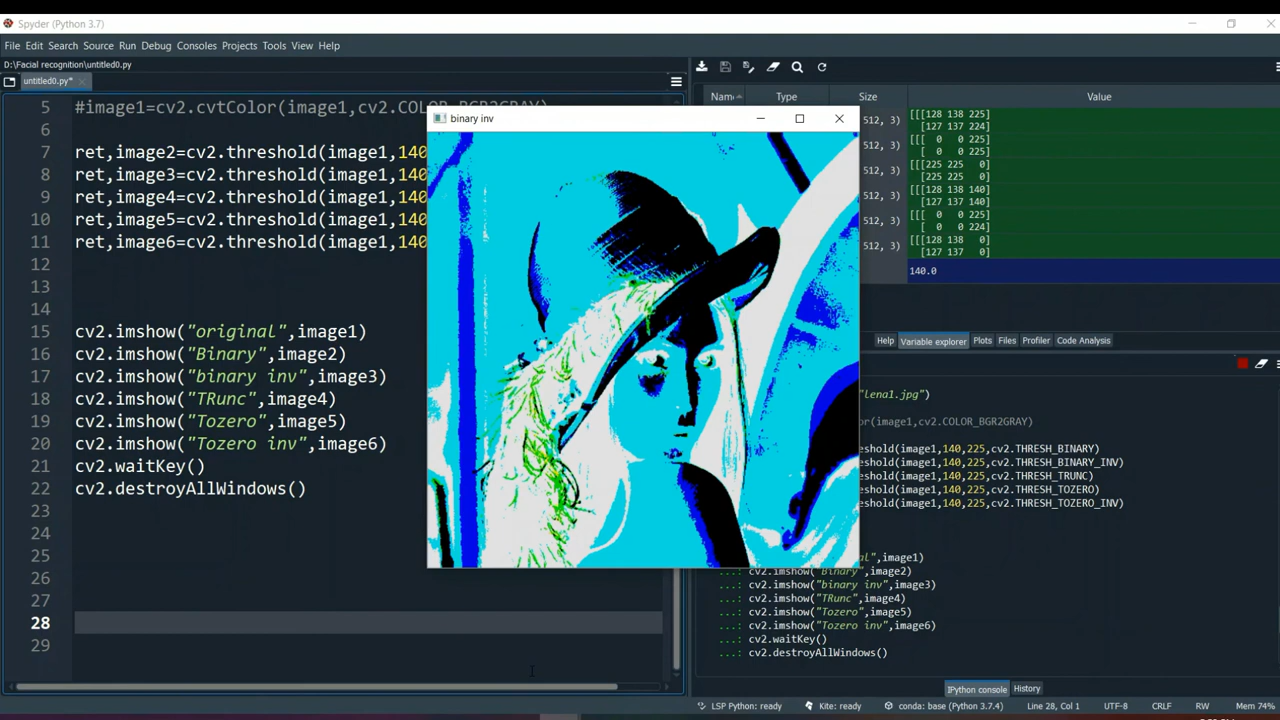 Spyder (Python 3.7)
File Edit Search Source Run Debug Consoles Projects Tools View Help
D:\Facial recognition\untitled0.py
untitled0.py*
5 #image1=cv2.cvtColor(image1,cv2.COLOR_BGR2GRAY)
6
7 ret,image2=cv2.threshold(image1,140
8 ret,image3=cv2.threshold(image1,140
9 ret,image4=cv2.threshold(image1,140
10 ret,image5=cv2.threshold(image1,140
11 ret,image6=cv2.threshold(image1,140
12
13
14
15 cv2.imshow("original",image1)
16 cv2.imshow("Binary",image2)
17 cv2.imshow("binary inv",image3)
18 cv2.imshow("TRunc",image4)
19 cv2.imshow("Tozero",image5)
20 cv2.imshow("Tozero inv",image6)
21 cv2.waitKey()
22 cv2.destroyAllWindows()
23
24
25
26
27
28
29
binary inv
Type Size Value
512, 3) [[[128 138 225]
[127 137 224]
512, 3) [[[ 0 0 225]
[ 0 0 225]
512, 3) [[[225 225 0]
[225 225 0]
512, 3) [[[128 138 140]
[127 137 140]
512, 3) [[[ 0 0 225]
[ 0 0 224]
512, 3) [[[128 138 0]
[127 137 0]
140.0
Help Variable explorer Plots Files Profiler Code Analysis
"lena1.jpg")
or(image1,cv2.COLOR_BGR2GRAY)
eshold(image1,140,225,cv2.THRESH_BINARY)
eshold(image1,140,225,cv2.THRESH_BINARY_INV)
eshold(image1,140,225,cv2.THRESH_TRUNC)
eshold(image1,140,225,cv2.THRESH_TOZERO)
eshold(image1,140,225,cv2.THRESH_TOZERO_INV)
al",image1)
...: cv2.imshow("Binary",image2)
...: cv2.imshow("binary inv",image3)
...: cv2.imshow("TRunc",image4)
...: cv2.imshow("Tozero",image5)
...: cv2.imshow("Tozero inv",image6)
...: cv2.waitKey()
...: cv2.destroyAllWindows()
IPython console History
LSP Python: ready Kite: ready conda: base (Python 3.7.4) Line 28, Col 1 UTF-8 CRLF RW Mem 74%